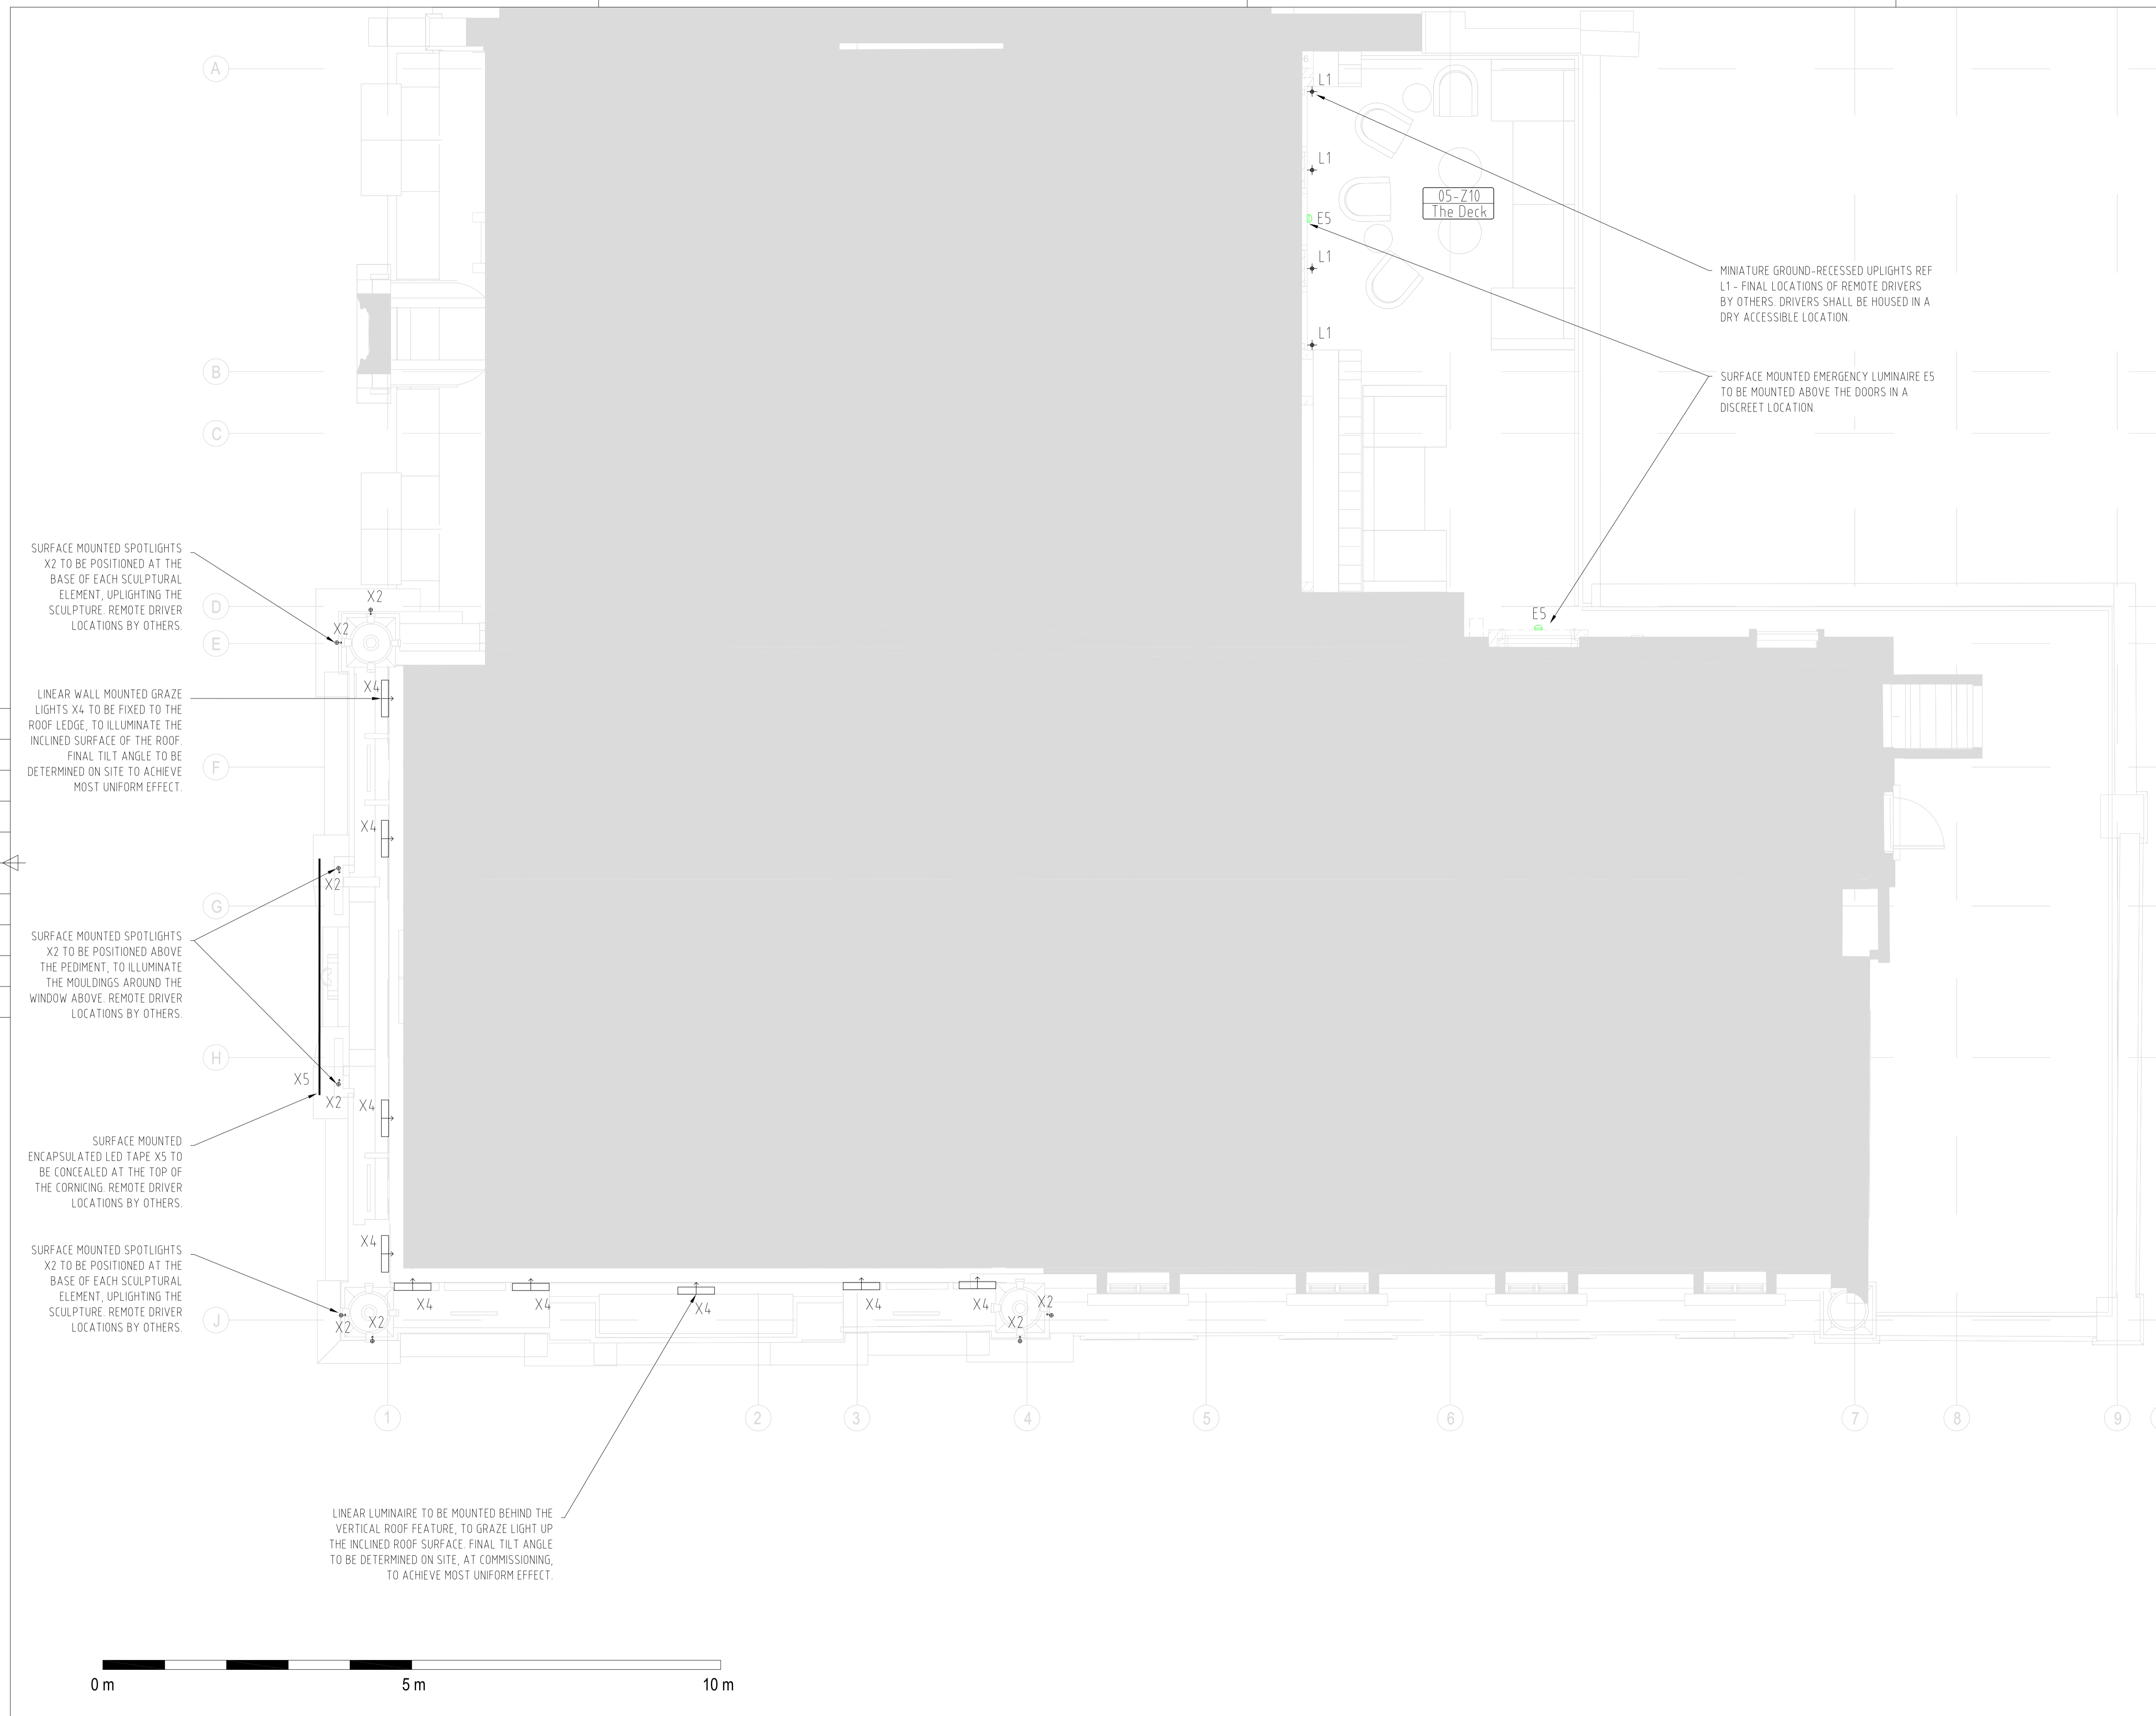 A
L1
L1
05-Z10
The Deck
E5
L1
MINIATURE GROUND-RECESSED UPLIGHTS REF
L1 - FINAL LOCATIONS OF REMOTE DRIVERS
BY OTHERS. DRIVERS SHALL BE HOUSED IN A
DRY ACCESSIBLE LOCATION.
L1
B
SURFACE MOUNTED EMERGENCY LUMINAIRE E5
TO BE MOUNTED ABOVE THE DOORS IN A
DISCREET LOCATION.
C
SURFACE MOUNTED SPOTLIGHTS
X2 TO BE POSITIONED AT THE
BASE OF EACH SCULPTURAL
ELEMENT, UPLIGHTING THE
SCULPTURE. REMOTE DRIVER
LOCATIONS BY OTHERS.
D
X2
E5
X2
E
LINEAR WALL MOUNTED GRAZE
LIGHTS X4 TO BE FIXED TO THE
ROOF LEDGE, TO ILLUMINATE THE
INCLINED SURFACE OF THE ROOF.
FINAL TILT ANGLE TO BE
DETERMINED ON SITE TO ACHIEVE
MOST UNIFORM EFFECT.
X4
F
X4
X2
G
SURFACE MOUNTED SPOTLIGHTS
X2 TO BE POSITIONED ABOVE
THE PEDIMENT, TO ILLUMINATE
THE MOULDINGS AROUND THE
WINDOW ABOVE. REMOTE DRIVER
LOCATIONS BY OTHERS.
H
X5
X2
X4
SURFACE MOUNTED
ENCAPSULATED LED TAPE X5 TO
BE CONCEALED AT THE TOP OF
THE CORNICING. REMOTE DRIVER
LOCATIONS BY OTHERS.
X4
SURFACE MOUNTED SPOTLIGHTS
X2 TO BE POSITIONED AT THE
BASE OF EACH SCULPTURAL
ELEMENT, UPLIGHTING THE
SCULPTURE. REMOTE DRIVER
LOCATIONS BY OTHERS.
J
X4
X4
X4
X4
X4
X2
X2
X2
X2
1
2
3
4
5
6
7
8
9
LINEAR LUMINAIRE TO BE MOUNTED BEHIND THE
VERTICAL ROOF FEATURE, TO GRAZE LIGHT UP
THE INCLINED ROOF SURFACE. FINAL TILT ANGLE
TO BE DETERMINED ON SITE, AT COMMISSIONING,
TO ACHIEVE MOST UNIFORM EFFECT.
0 m
5 m
10 m